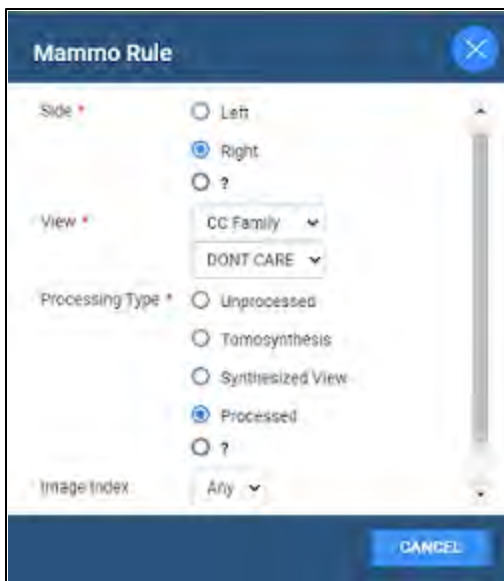 Mammo Rule
Side *
Left
Right
?
View *
CC Family
DONT CARE
Processing Type *
Unprocessed
Tomosynthesis
Synthesized View
Processed
?
Image Index
Any
CANCEL